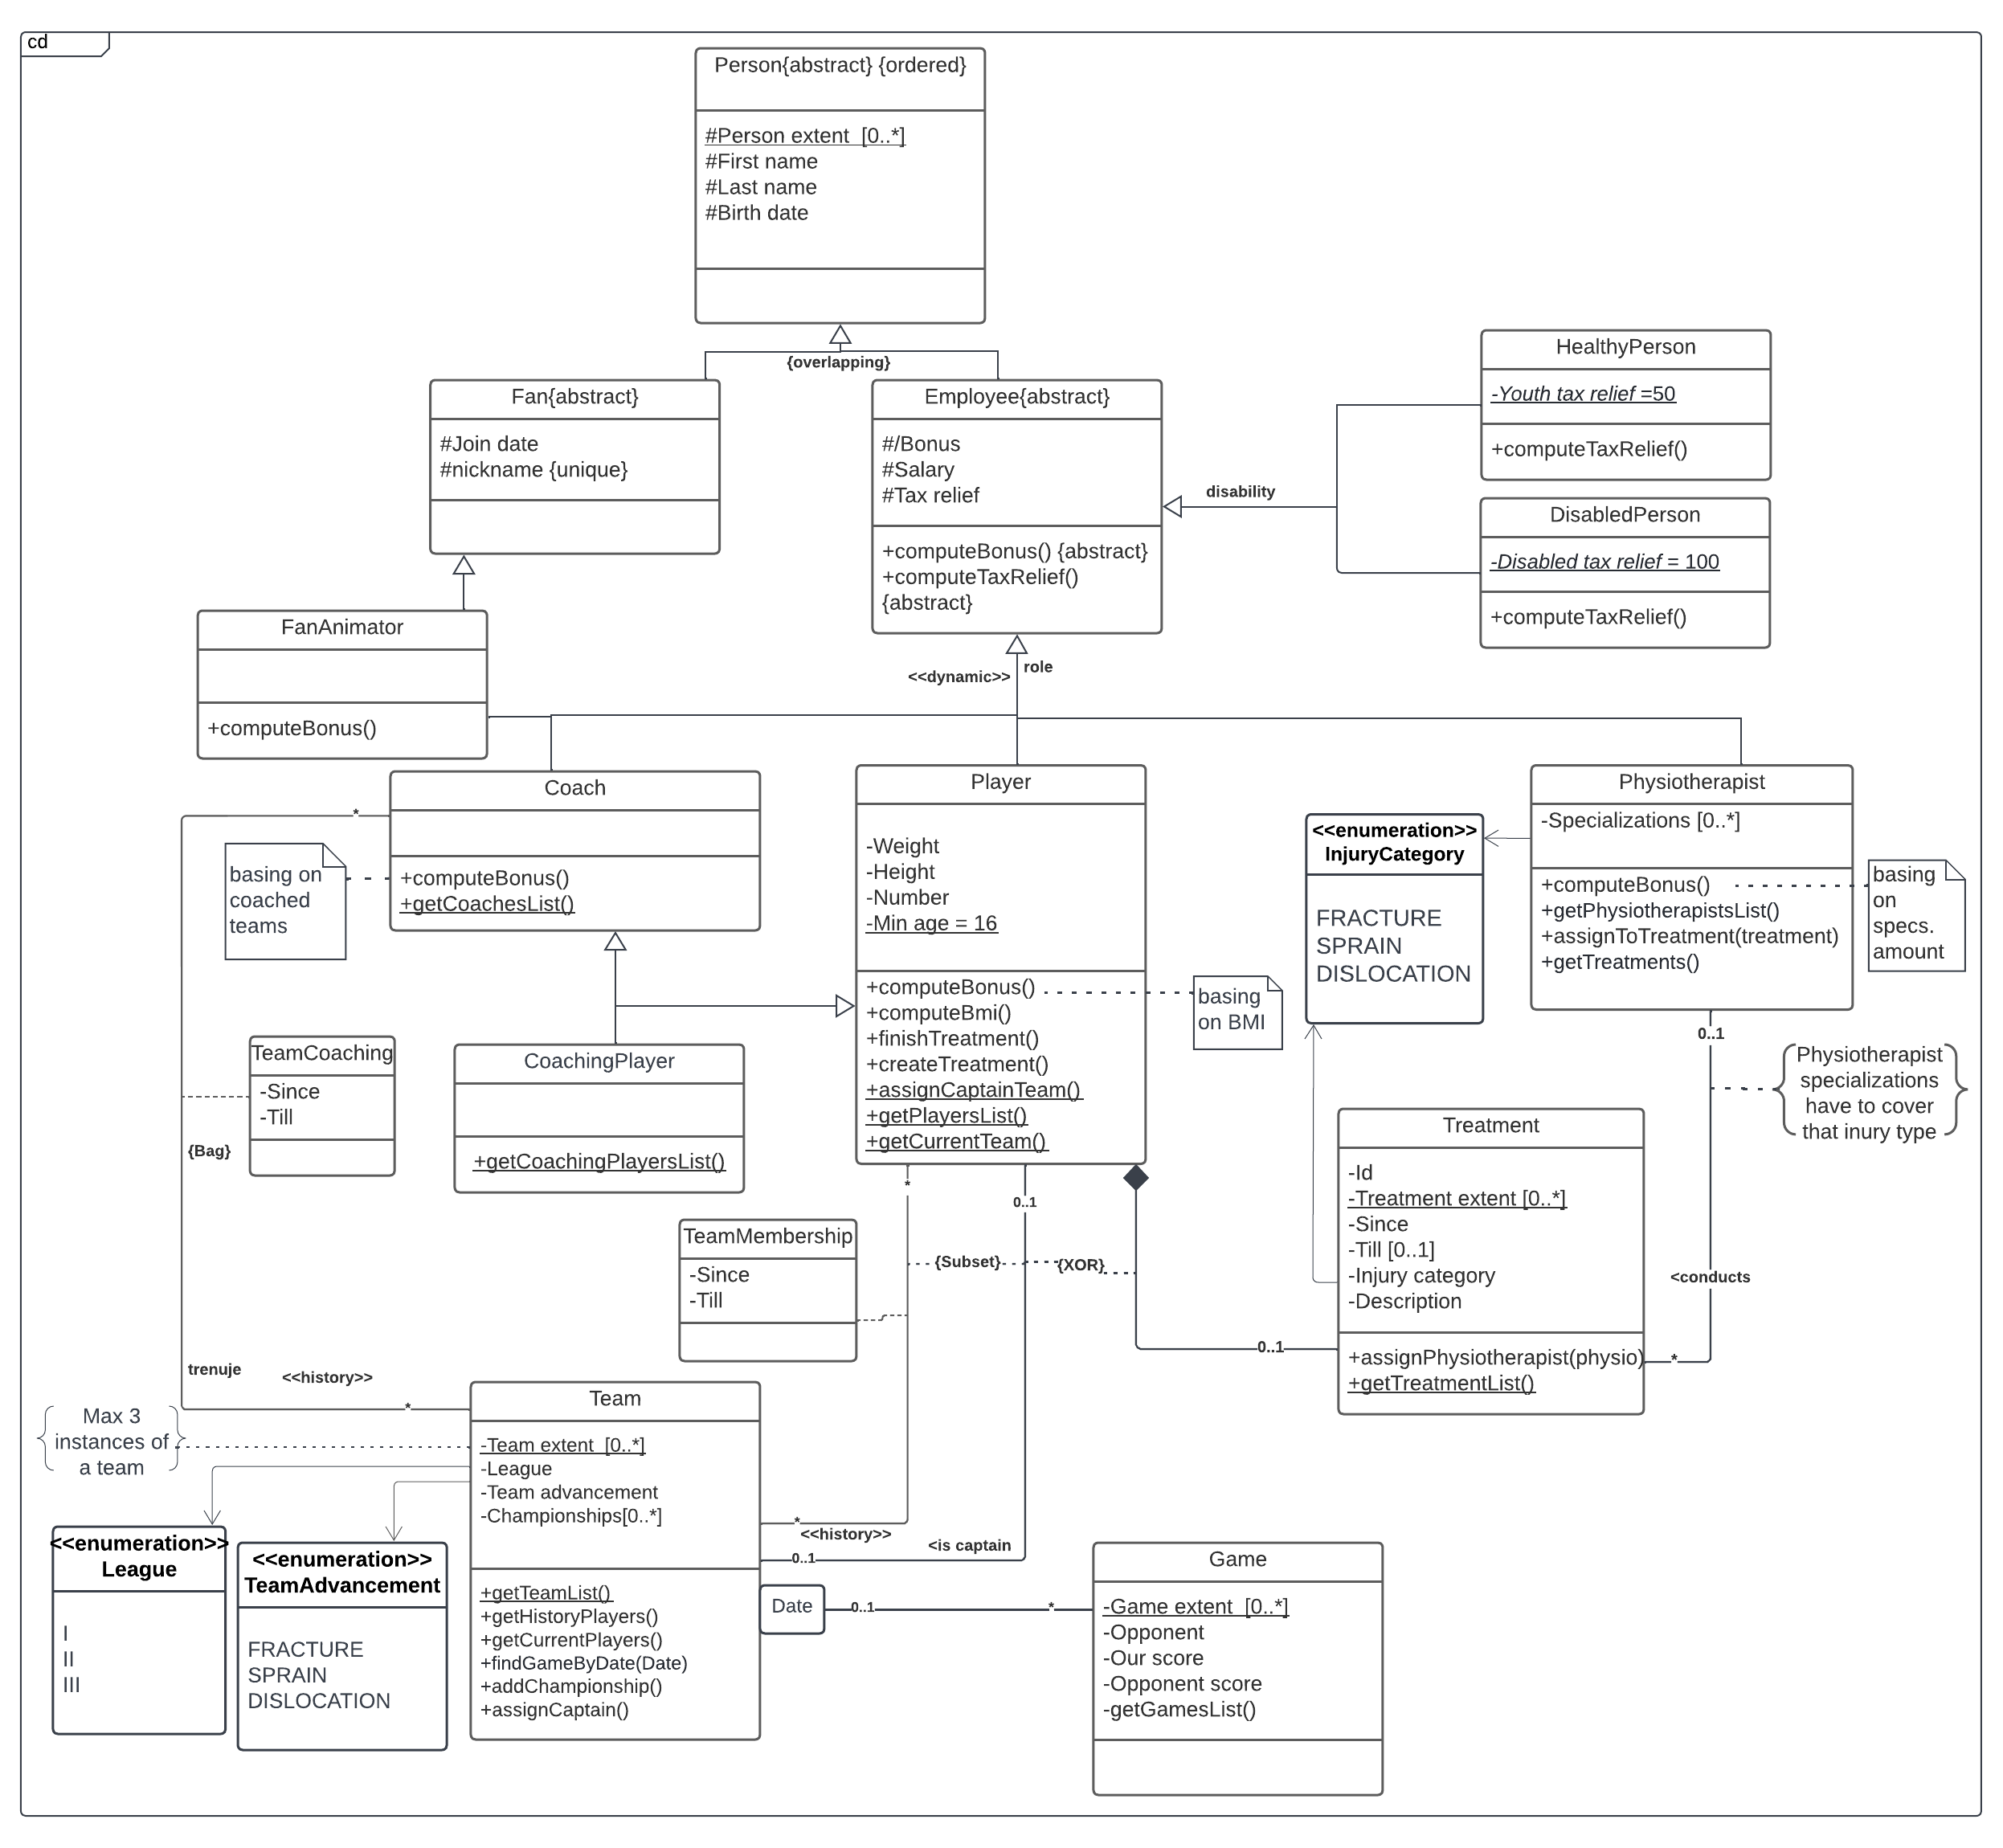 cd
Person{abstract} {ordered}
#Person extent  [0..*]
#First name
#Last name
#Birth date
{overlapping}
Fan{abstract}
#Join date
#nickname {unique}
Employee{abstract}
#/Bonus
#Salary
#Tax relief
+computeBonus() {abstract}
+computeTaxRelief()
{abstract}
disability
HealthyPerson
-Youth tax relief =50
+computeTaxRelief()
DisabledPerson
-Disabled tax relief = 100
+computeTaxRelief()
FanAnimator
+computeBonus()
<<dynamic>>
role
Coach
+computeBonus()
+getCoachesList()
*
basing on
coached
teams
Player
-Weight
-Height
-Number
-Min age = 16
+computeBonus()
+computeBmi()
+finishTreatment()
+createTreatment()
+assignCaptainTeam()
+getPlayersList()
+getCurrentTeam()
basing
on BMI
<<enumeration>>
InjuryCategory
FRACTURE
SPRAIN
DISLOCATION
Physiotherapist
-Specializations [0..*]
+computeBonus()
+getPhysiotherapistsList()
+assignToTreatment(treatment)
+getTreatments()
basing
on
specs.
amount
0..1
Physiotherapist
specializations
have to cover
that inury type
TeamCoaching
-Since
-Till
{Bag}
CoachingPlayer
+getCoachingPlayersList()
*
0..1
TeamMembership
-Since
-Till
{Subset}
{XOR}
Treatment
-Id
-Treatment extent [0..*]
-Since
-Till [0..1]
-Injury category
-Description
+assignPhysiotherapist(physio)
+getTreatmentList()
<conducts
0..1
*
trenuje
<<history>>
*
Max 3
instances of
a team
Team
-Team extent  [0..*]
-League
-Team advancement
-Championships[0..*]
+getTeamList()
+getHistoryPlayers()
+getCurrentPlayers()
+findGameByDate(Date)
+addChampionship()
+assignCaptain()
*
<<history>>
<is captain
0..1
<<enumeration>>
League
I
II
III
<<enumeration>>
TeamAdvancement
FRACTURE
SPRAIN
DISLOCATION
Date
0..1
*
Game
-Game extent  [0..*]
-Opponent
-Our score
-Opponent score
-getGamesList()